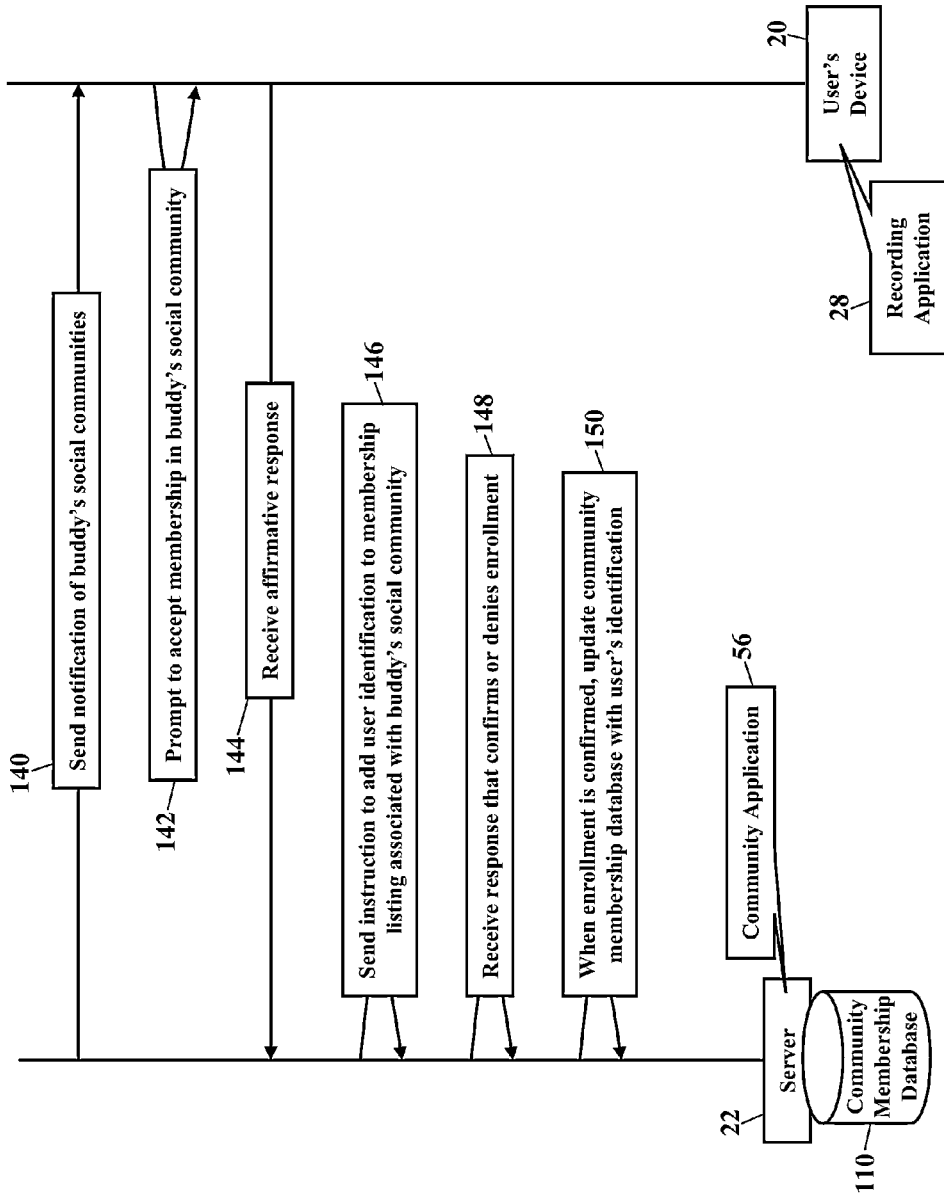 140
Send notification of buddy's social communities
142
Prompt to accept membership in buddy's social community
144
Receive affirmative response
146
Send instruction to add user identification to membership
listing associated with buddy's social community
148
Receive response that confirms or denies enrollment
150
When enrollment is confirmed, update community
membership database with user's identification
56
Community Application
22
Server
110
Community
Membership
Database
20
User's
Device
28
Recording
Application